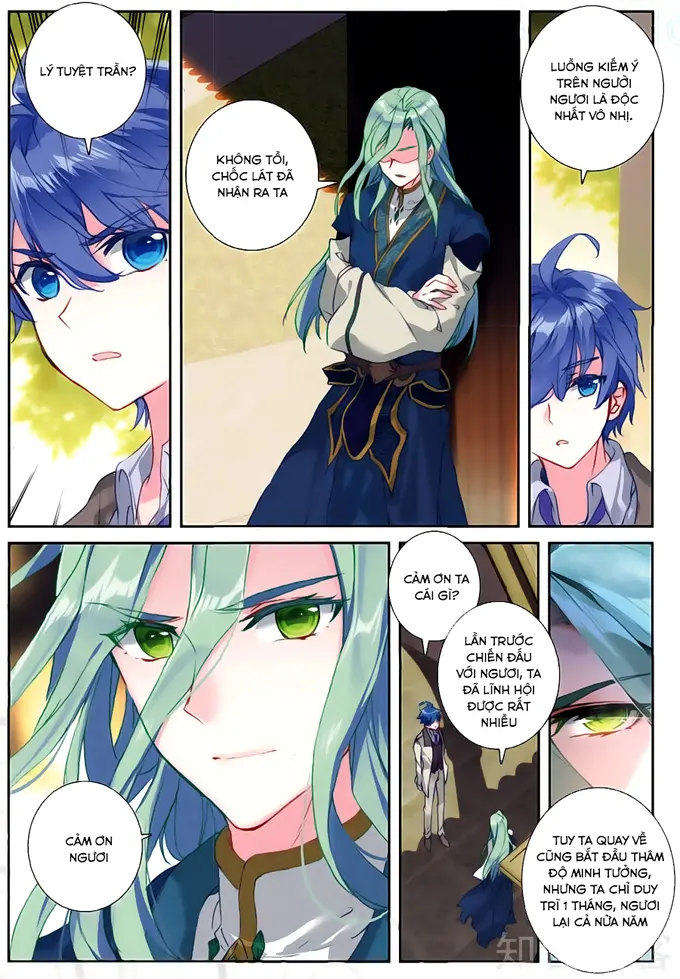 LÝ TUYỆT TRẦN?
KHÔNG TỒI,
CHỐC LÁT ĐÃ
NHẬN RA TA
LUỒNG KIẾM Ý
TRÊN NGƯỜI
NGƯƠI LÀ ĐỘC
NHẤT VÔ NHỊ.
CẢM ƠN
NGƯƠI
CẢM ƠN TA
CÁI GÌ?
LẦN TRƯỚC
CHIẾN ĐẤU
VỚI NGƯƠI, TA
ĐÃ LĨNH HỘI
ĐƯỢC RẤT
NHIỀU
TUY TA QUAY VỀ
CŨNG BẮT ĐẦU THÂM
ĐỘ MINH TƯỞNG,
NHƯNG TA CHỈ DUY
TRÌ 1 THÁNG, NGƯƠI
LẠI CẢ NỬA NĂM